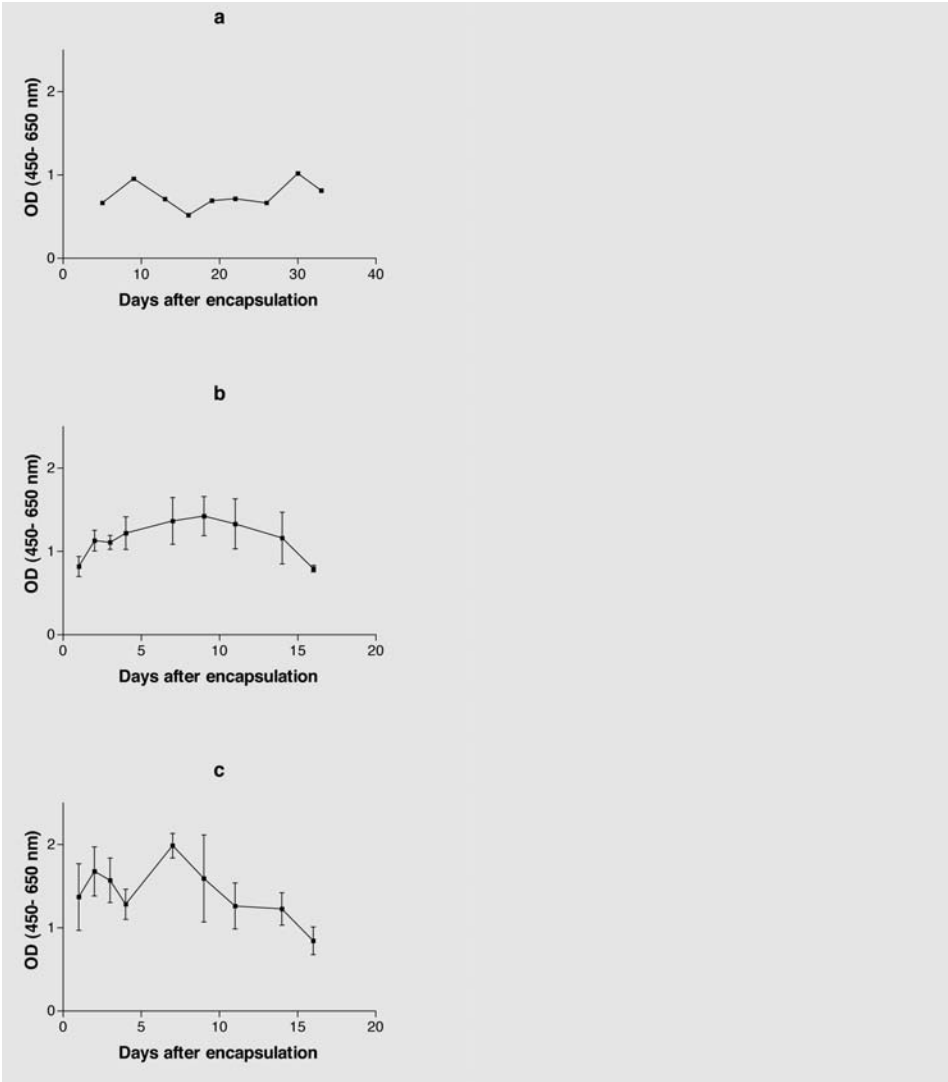 a
OD (450- 650 nm)
2
1
0
0 10 20 30 40
Days after encapsulation
b
OD (450- 650 nm)
2
1
0
0 5 10 15 20
Days after encapsulation
c
OD (450- 650 nm)
2
1
0
0 5 10 15 20
Days after encapsulation